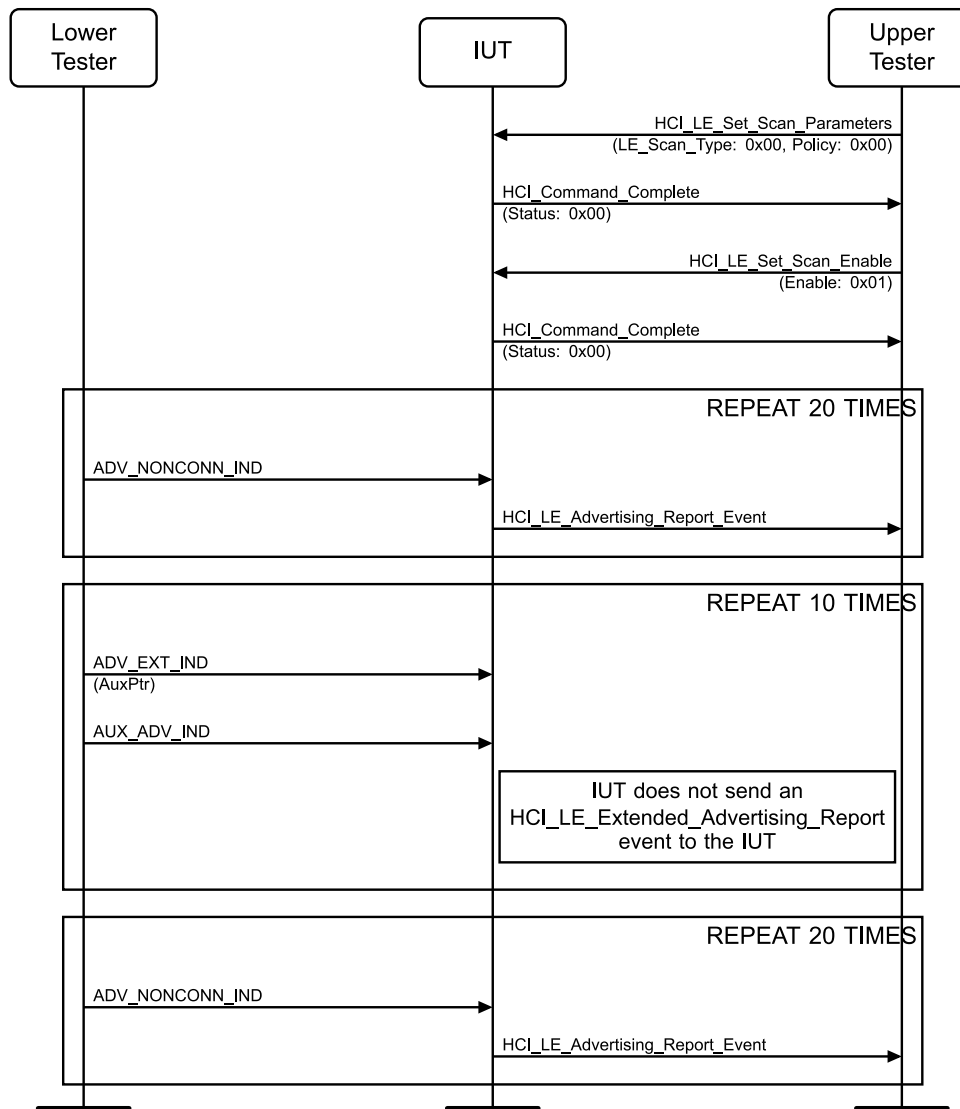 Lower
Tester
IUT
Upper
Tester
HCI_LE_Set_Scan_Parameters
(LE_Scan_Type: 0x00, Policy: 0x00)
HCI_Command_Complete
(Status: 0x00)
HCI_LE_Set_Scan_Enable
(Enable: 0x01)
HCI_Command_Complete
(Status: 0x00)
REPEAT 20 TIMES
ADV_NONCONN_IND
HCI_LE_Advertising_Report_Event
REPEAT 10 TIMES
ADV_EXT_IND
(AuxPtr)
AUX_ADV_IND
IUT does not send an
HCI_LE_Extended_Advertising_Report
event to the IUT
REPEAT 20 TIMES
ADV_NONCONN_IND
HCI_LE_Advertising_Report_Event